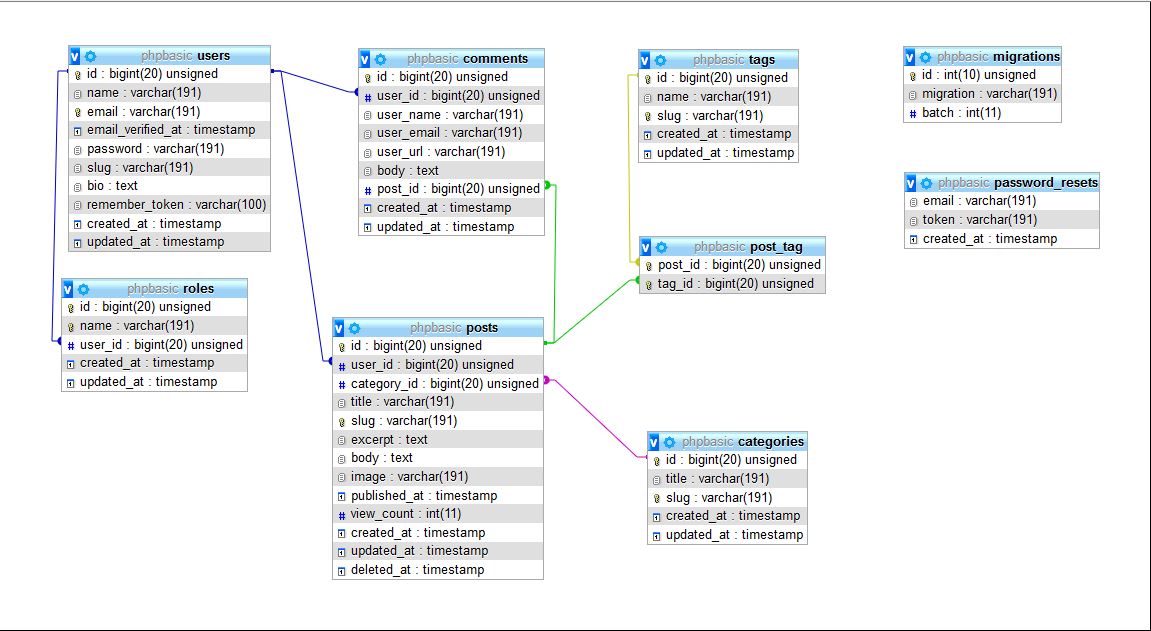 phpbasic users
id : bigint(20) unsigned
name : varchar(191)
email : varchar(191)
email_verified_at : timestamp
password : varchar(191)
slug : varchar(191)
bio : text
remember_token : varchar(100)
created_at : timestamp
updated_at : timestamp
phpbasic roles
id : bigint(20) unsigned
name : varchar(191)
# user_id : bigint(20) unsigned
created_at : timestamp
updated_at : timestamp
phpbasic comments
id : bigint(20) unsigned
# user_id : bigint(20) unsigned
user_name : varchar(191)
user_email : varchar(191)
user_url : varchar(191)
body : text
# post_id : bigint(20) unsigned
created_at : timestamp
updated_at : timestamp
phpbasic posts
id : bigint(20) unsigned
# user_id : bigint(20) unsigned
# category_id : bigint(20) unsigned
title : varchar(191)
slug : varchar(191)
excerpt : text
body : text
image : varchar(191)
published_at : timestamp
# view_count : int(11)
created_at : timestamp
updated_at : timestamp
deleted_at : timestamp
phpbasic tags
id : bigint(20) unsigned
name : varchar(191)
slug : varchar(191)
created_at : timestamp
updated_at : timestamp
phpbasic post_tag
post_id : bigint(20) unsigned
tag_id : bigint(20) unsigned
phpbasic categories
id : bigint(20) unsigned
title : varchar(191)
slug : varchar(191)
created_at : timestamp
updated_at : timestamp
phpbasic migrations
id : int(10) unsigned
migration : varchar(191)
# batch : int(11)
phpbasic password_resets
email : varchar(191)
token : varchar(191)
created_at : timestamp